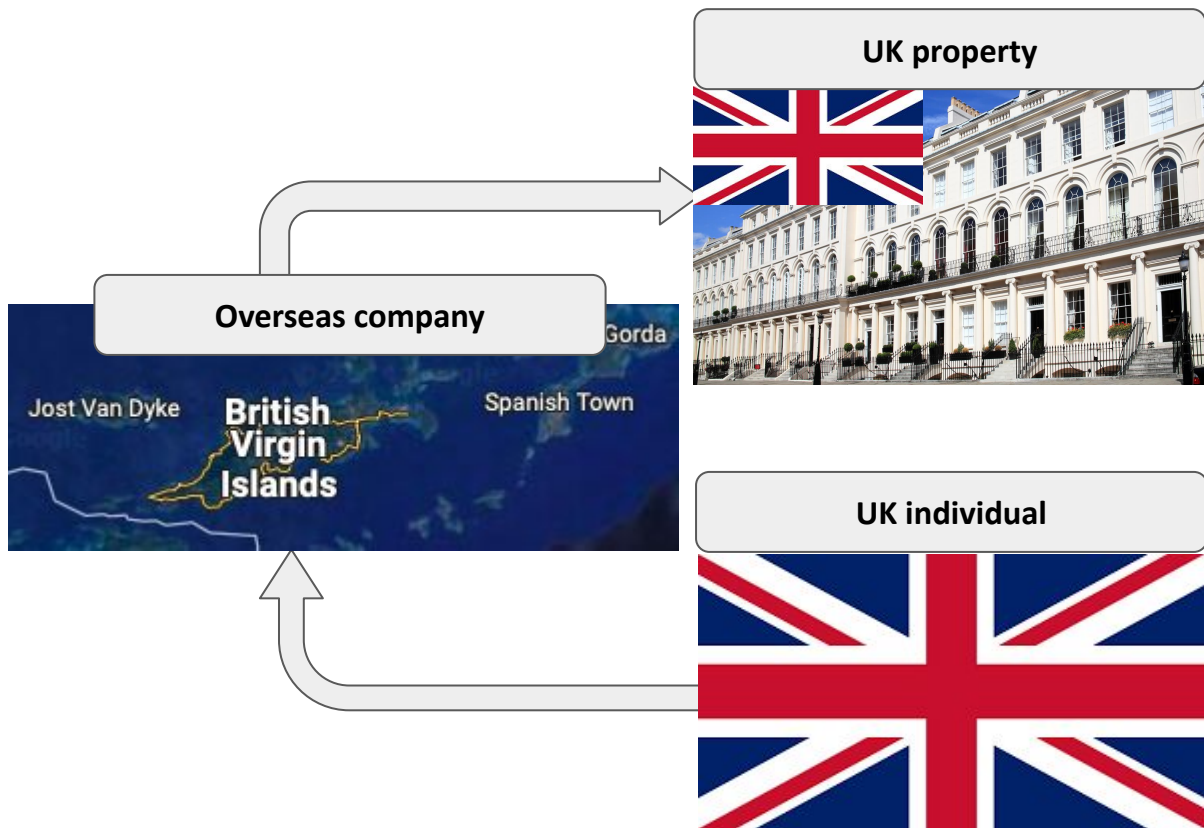 UK property
Overseas company
Gorda
Jost Van Dyke
British
Virgin
Islands
Spanish Town
UK individual